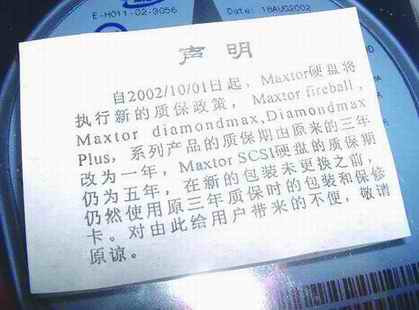 E-H011-02-9056 Date: 18AUG2002
声 明
自2002/10/01日起，Maxtor硬盘将
执行新的质保政策，Maxtor fireball，
Maxtor diamondmax,Diamondmax
Plus，系列产品的质保期由原来的三年
改为一年，Maxtor SCSI硬盘的质保期
仍为五年，在新的包装未更换之前，
仍然使用原三年质保时的包装和保修
卡。对由此给用户带来的不便，敬请
原谅。